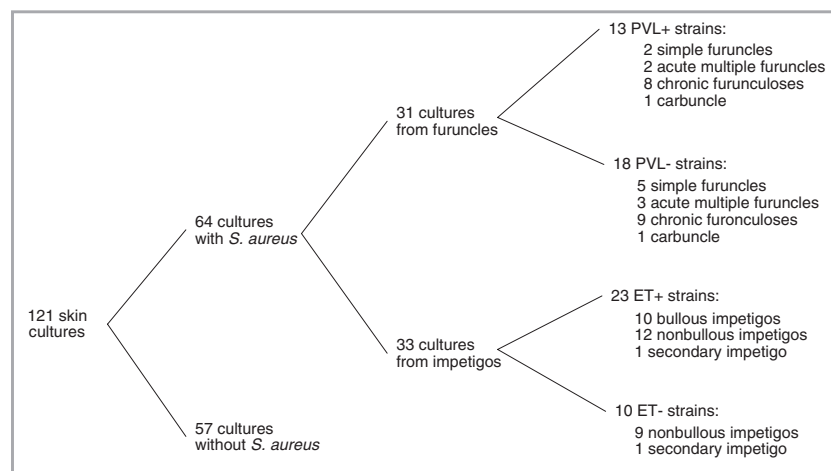 121 skin
cultures
64 cultures
with S. aureus
57 cultures
without S. aureus
31 cultures
from furuncles
33 cultures
from impetigos
13 PVL+ strains:
2 simple furuncles
2 acute multiple furuncles
8 chronic furunculoses
1 carbuncle
18 PVL- strains:
5 simple furuncles
3 acute multiple furuncles
9 chronic furonculoses
1 carbuncle
23 ET+ strains:
10 bullous impetigos
12 nonbullous impetigos
1 secondary impetigo
10 ET- strains:
9 nonbullous impetigos
1 secondary impetigo